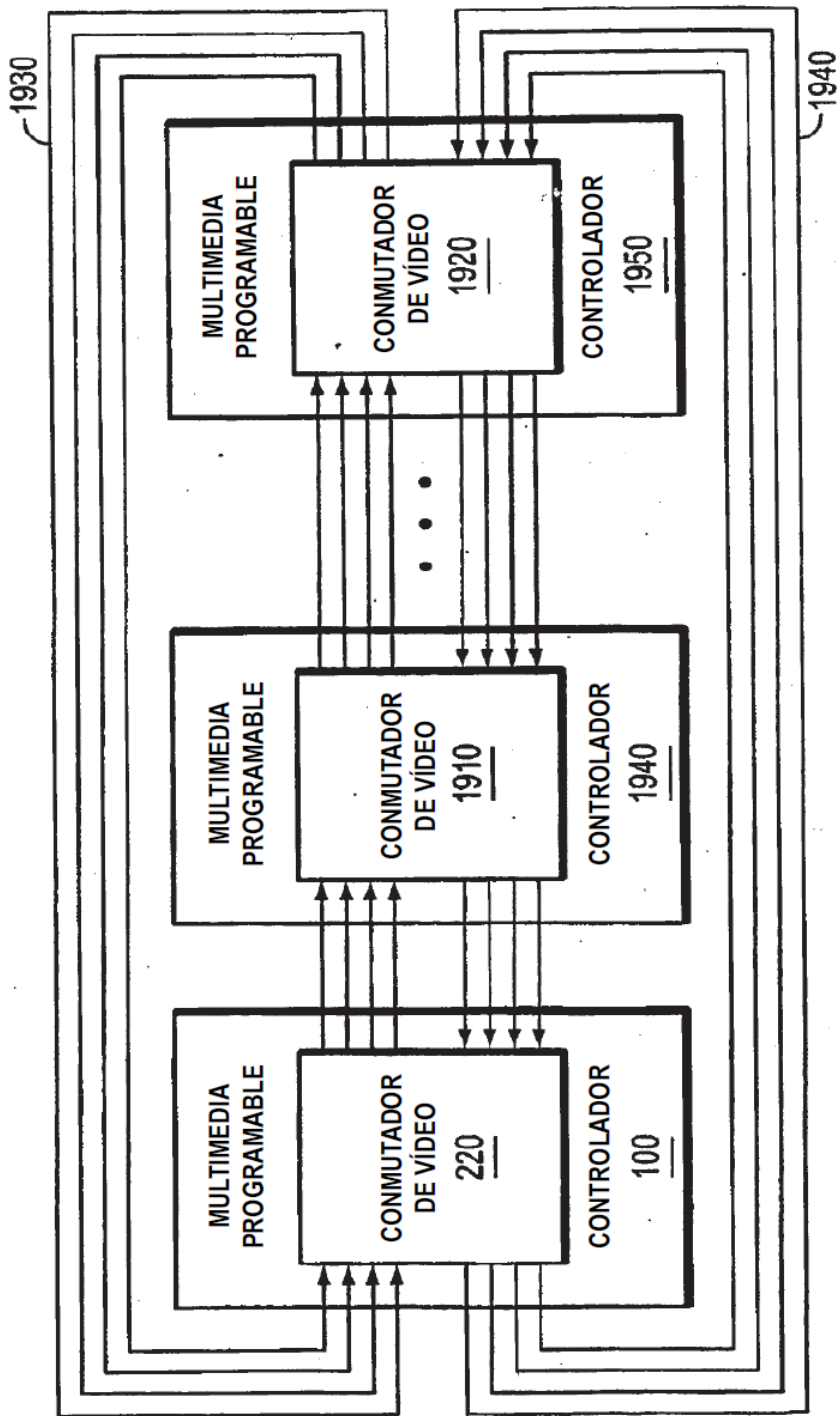 1930
MULTIMEDIA
PROGRAMABLE
CONMUTADOR
DE VÍDEO
220
CONTROLADOR
100
MULTIMEDIA
PROGRAMABLE
CONMUTADOR
DE VÍDEO
1910
CONTROLADOR
1940
MULTIMEDIA
PROGRAMABLE
CONMUTADOR
DE VÍDEO
1920
CONTROLADOR
1950
1940